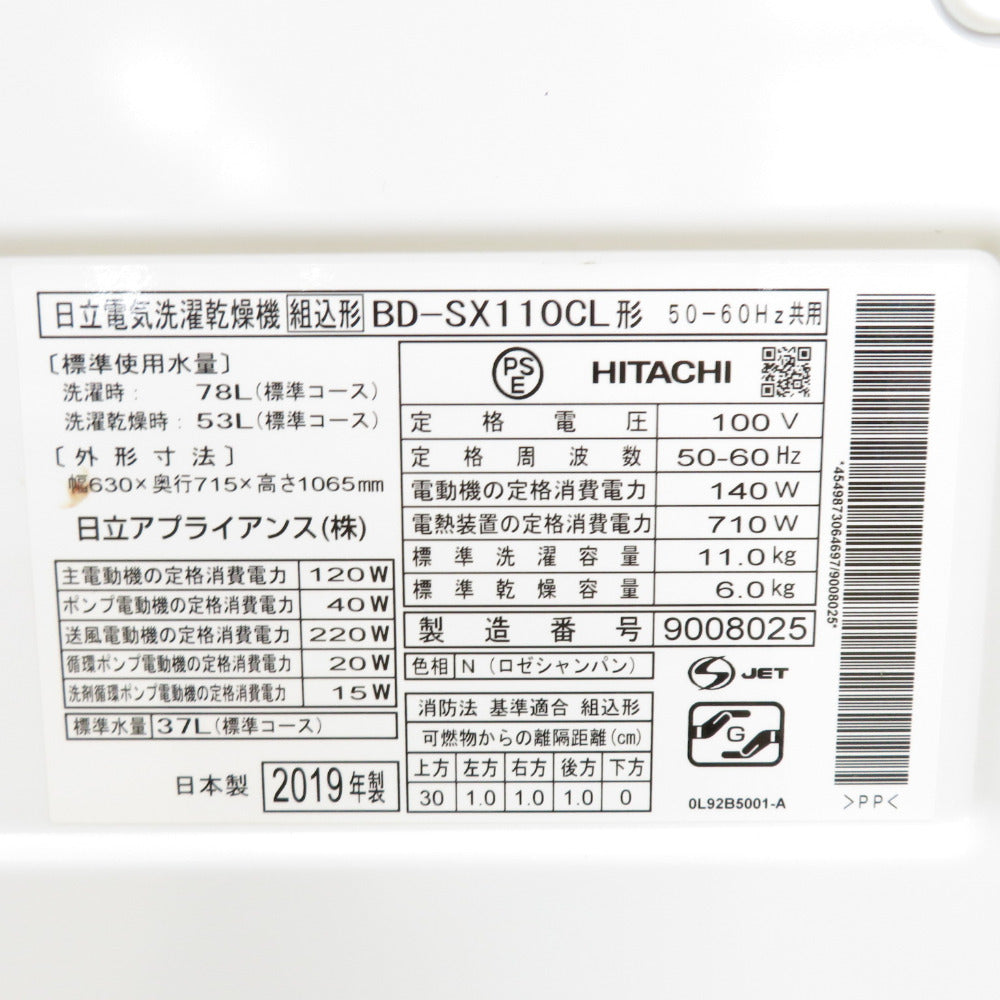 日立電気洗濯乾燥機 組込形 BD-SX110CL形 50-60Hz共用
〔標準使用水量〕
洗濯時: 78L(標準コース)
洗濯乾燥時: 53L(標準コース)
〔外形寸法〕
幅630×奥行715×高さ1065mm
日立アプライアンス(株)
主電動機の定格消費電力 120W
ポンプ電動機の定格消費電力 40W
送風電動機の定格消費電力 220W
循環ポンプ電動機の定格消費電力 20W
洗剤循環ポンプ電動機の定格消費電力 15W
標準水量 37L(標準コース)
日本製 2019年製
PSE HITACHI
定格電圧 100V
定格周波数 50-60Hz
電動機の定格消費電力 140W
電熱装置の定格消費電力 710W
標準洗濯容量 11.0kg
標準乾燥容量 6.0kg
製造番号 9008025
色相 N(ロゼシャンパン)
消防法 基準適合 組込形
可燃物からの離隔距離(cm)
上方 左方 右方 後方 下方
30 1.0 1.0 1.0 0
S JET
G
0L92B5001-A
*4549873064697/9008025*
>PP<